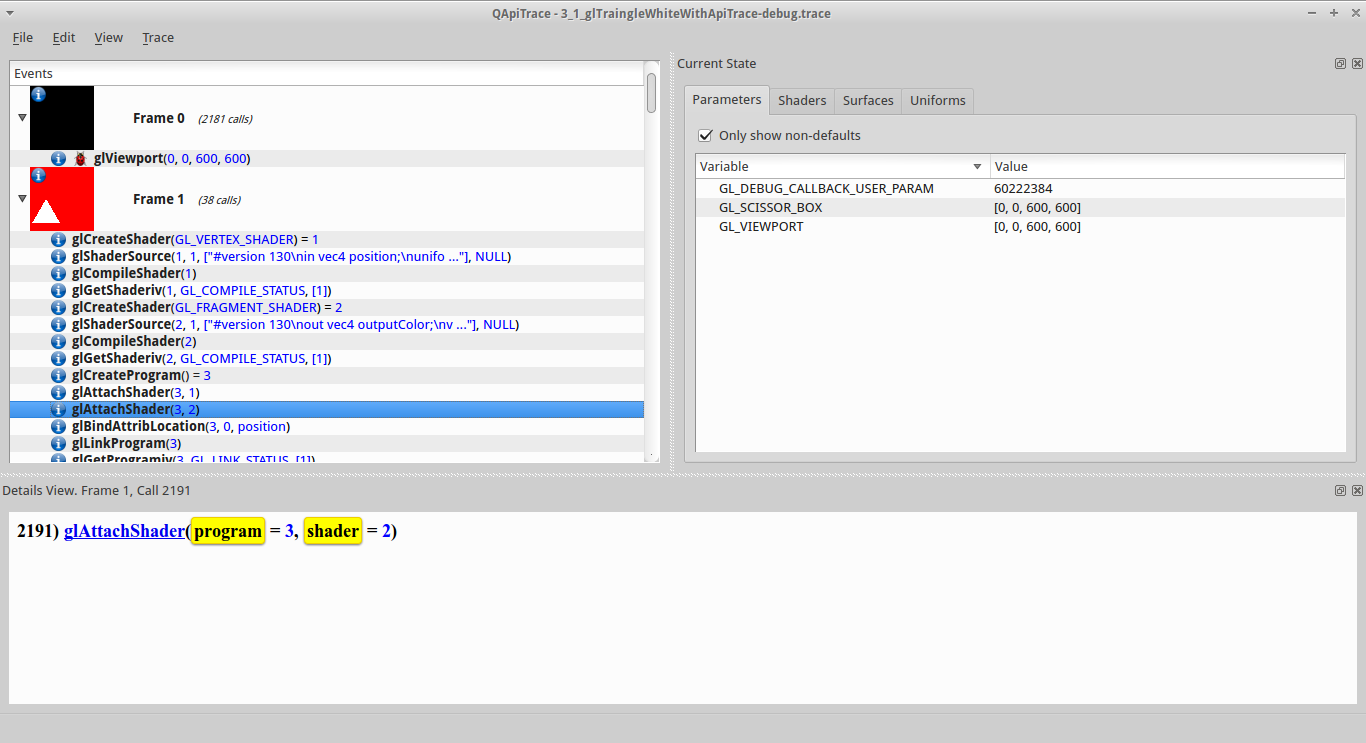 QApiTrace - 3_1_glTraingleWhiteWithApiTrace-debug.trace
File Edit View Trace
Events
Frame 0 (2181 calls)
glViewport(0, 0, 600, 600)
Frame 1 (38 calls)
glCreateShader(GL_VERTEX_SHADER) = 1
glShaderSource(1, 1, ["#version 130\nin vec4 position;\nunifo ..."], NULL)
glCompileShader(1)
glGetShaderiv(1, GL_COMPILE_STATUS, [1])
glCreateShader(GL_FRAGMENT_SHADER) = 2
glShaderSource(2, 1, ["#version 130\nout vec4 outputColor;\nv ..."], NULL)
glCompileShader(2)
glGetShaderiv(2, GL_COMPILE_STATUS, [1])
glCreateProgram() = 3
glAttachShader(3, 1)
glAttachShader(3, 2)
glBindAttribLocation(3, 0, position)
glLinkProgram(3)
glGetProgramiv(3, GL_LINK_STATUS, [1])
Current State
Parameters Shaders Surfaces Uniforms
Only show non-defaults
Variable Value
GL_DEBUG_CALLBACK_USER_PARAM 60222384
GL_SCISSOR_BOX [0, 0, 600, 600]
GL_VIEWPORT [0, 0, 600, 600]
Details View. Frame 1, Call 2191
2191) glAttachShader(program = 3, shader = 2)